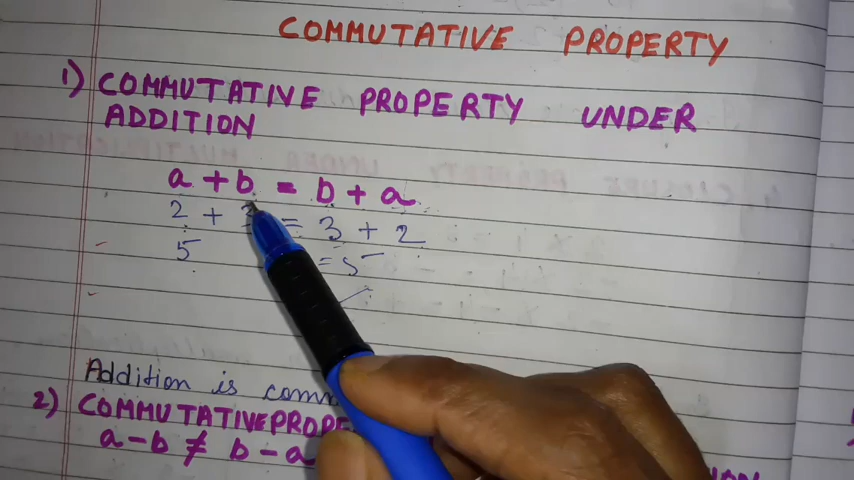 COMMUTATIVE PROPERTY
1) COMMUTATIVE PROPERTY UNDER
ADDITION
a + b = b + a
2 + = 3 + 2
5 = 5
Addition is
2) COMMUTATIVE
a - b ≠ b - a